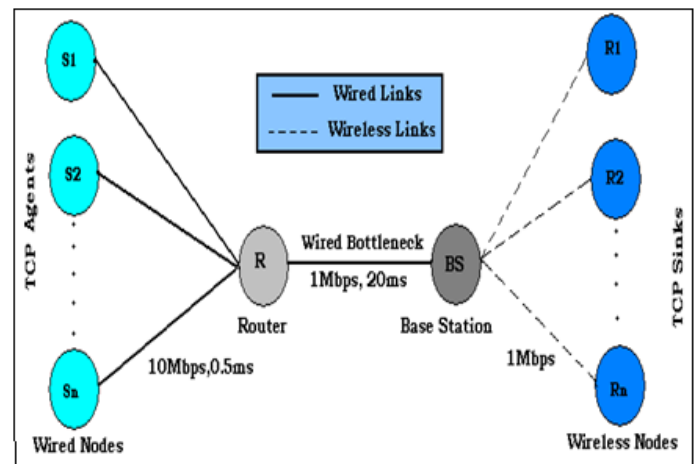 S1
R1
Wired Links
Wireless Links
TCP Agents
S2
R2
TCP Sinks
R
Wired Bottleneck
BS
1Mbps, 20ms
Router
Base Station
10Mbps,0.5ms
1Mbps
Sn
Rn
Wired Nodes
Wireless Nodes